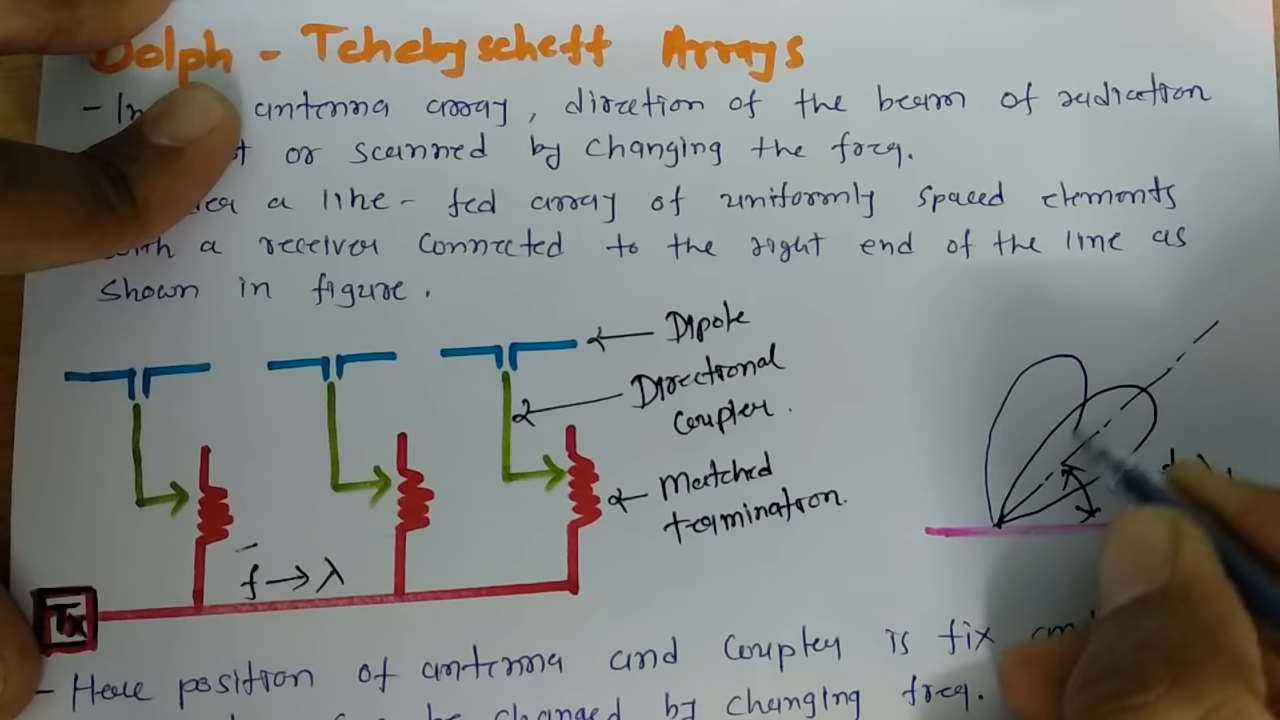 Dolph - Tchebyscheff Arrays
- In antenna array, direction of the beam of radiation
or scanned by changing the freq.
a line - fed array of uniformly spaced elements
with a receiver connected to the right end of the line as
shown in figure.
Dipole
Directional
coupler.
Matched
termination.
f → λ
Tx
- Here position of antenna and coupler is fix
be changed by changing freq.